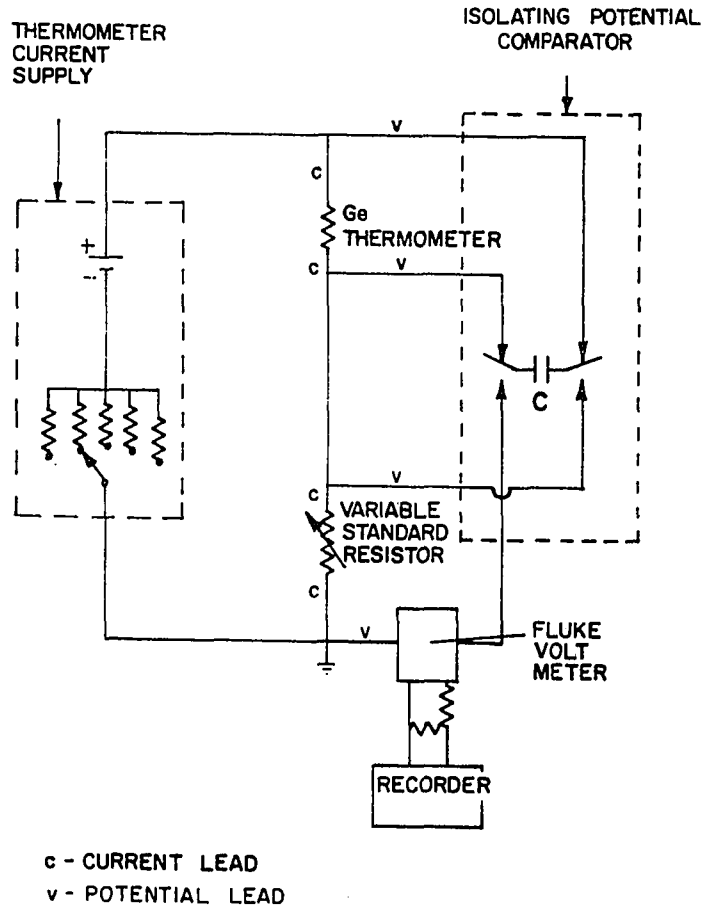 THERMOMETER
CURRENT
SUPPLY
ISOLATING POTENTIAL
COMPARATOR
V
C
Ge
THERMOMETER
C
V
+
-
C
V
C
VARIABLE
STANDARD
RESISTOR
C
V
FLUKE
VOLT
METER
RECORDER
C - CURRENT LEAD
V - POTENTIAL LEAD